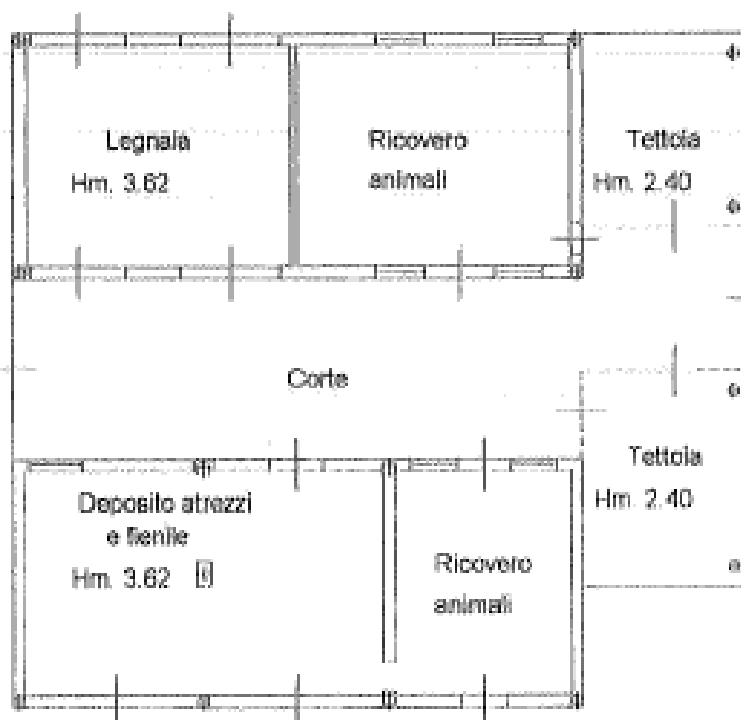 Legnaia
Hm. 3.62
Ricovero
animali
Tettoia
Hm. 2.40
Corte
Deposito atrezzi
e fienile
Hm. 3.62
Ricovero
animali
Tettoia
Hm. 2.40